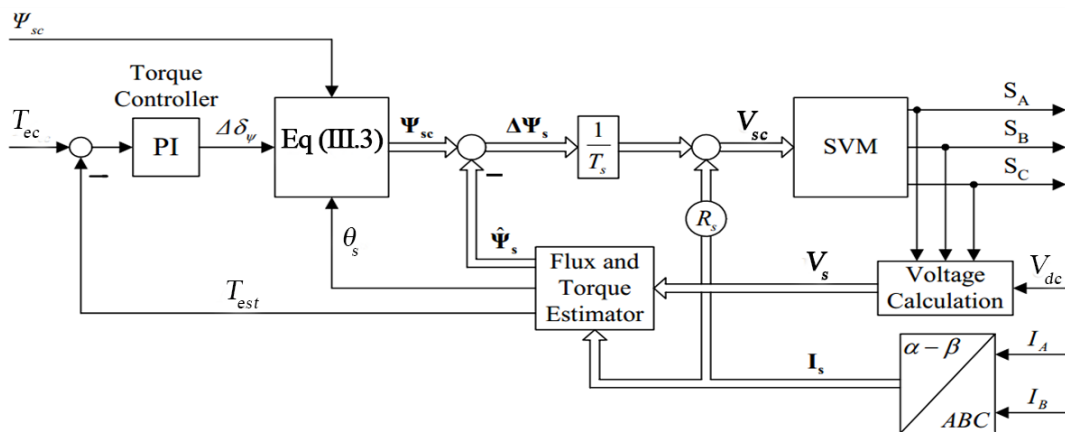 Ψsc
Torque
Controller
Tec
PI
Δδψ
Eq (III.3)
Ψsc
ΔΨs
1
Ts
Vsc
SVM
SA
SB
SC
−
−
Rs
θs
Ψ̂s
Test
Flux and
Torque
Estimator
Vs
Voltage
Calculation
Vdc
Is
α − β
ABC
IA
IB